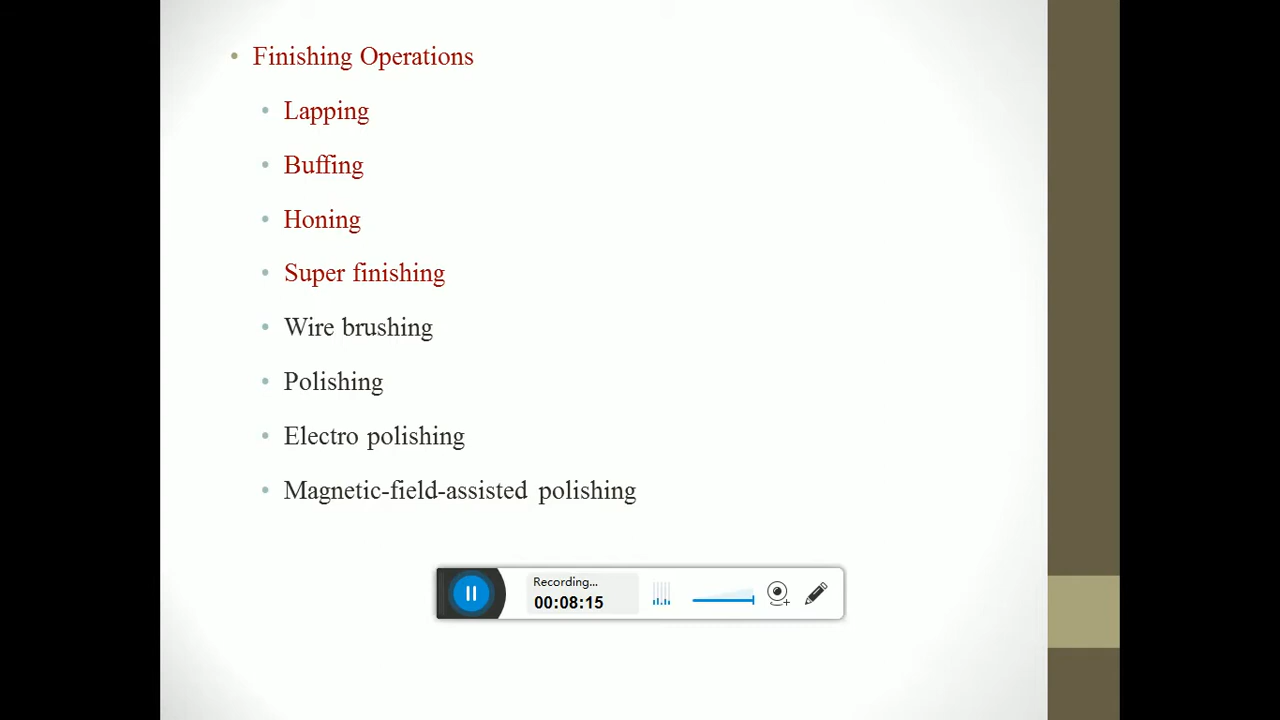 Finishing Operations
Lapping
Buffing
Honing
Super finishing
Wire brushing
Polishing
Electro polishing
Magnetic-field-assisted polishing
Recording...
00:08:15